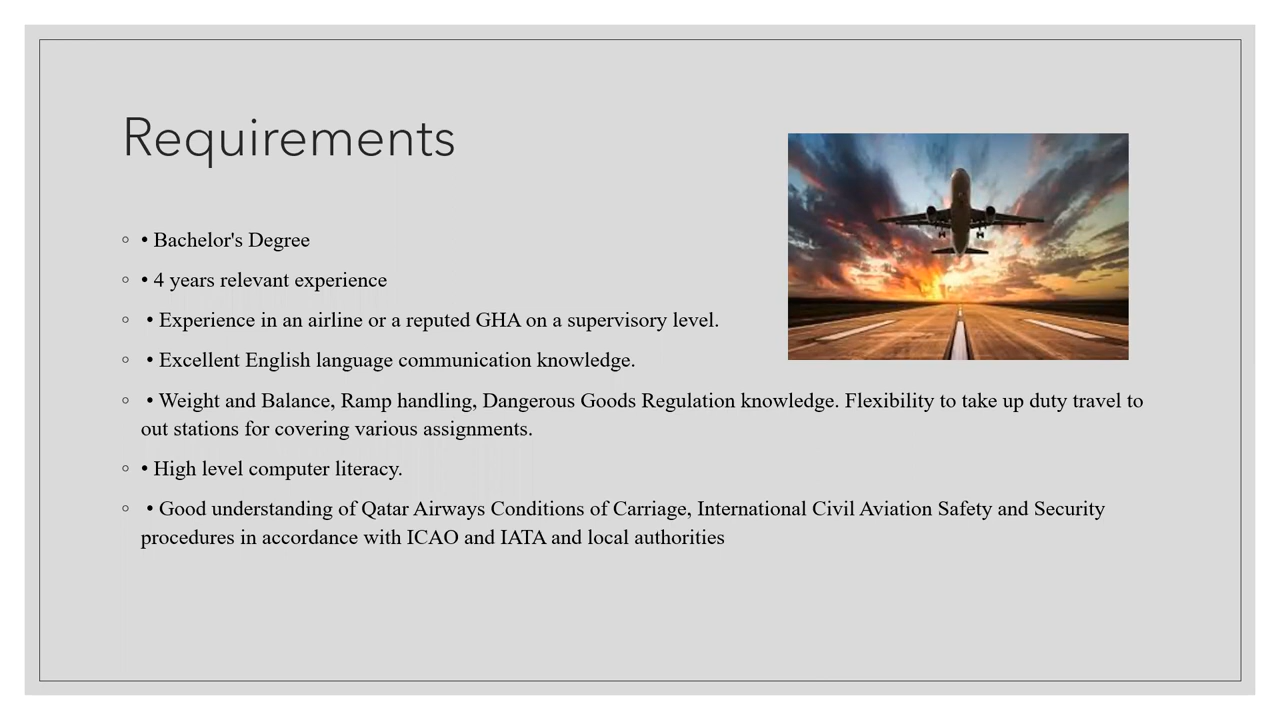 Requirements
◦ • Bachelor's Degree
◦ • 4 years relevant experience
◦ • Experience in an airline or a reputed GHA on a supervisory level.
◦ • Excellent English language communication knowledge.
◦ • Weight and Balance, Ramp handling, Dangerous Goods Regulation knowledge. Flexibility to take up duty travel to
out stations for covering various assignments.
◦ • High level computer literacy.
◦ • Good understanding of Qatar Airways Conditions of Carriage, International Civil Aviation Safety and Security
procedures in accordance with ICAO and IATA and local authorities